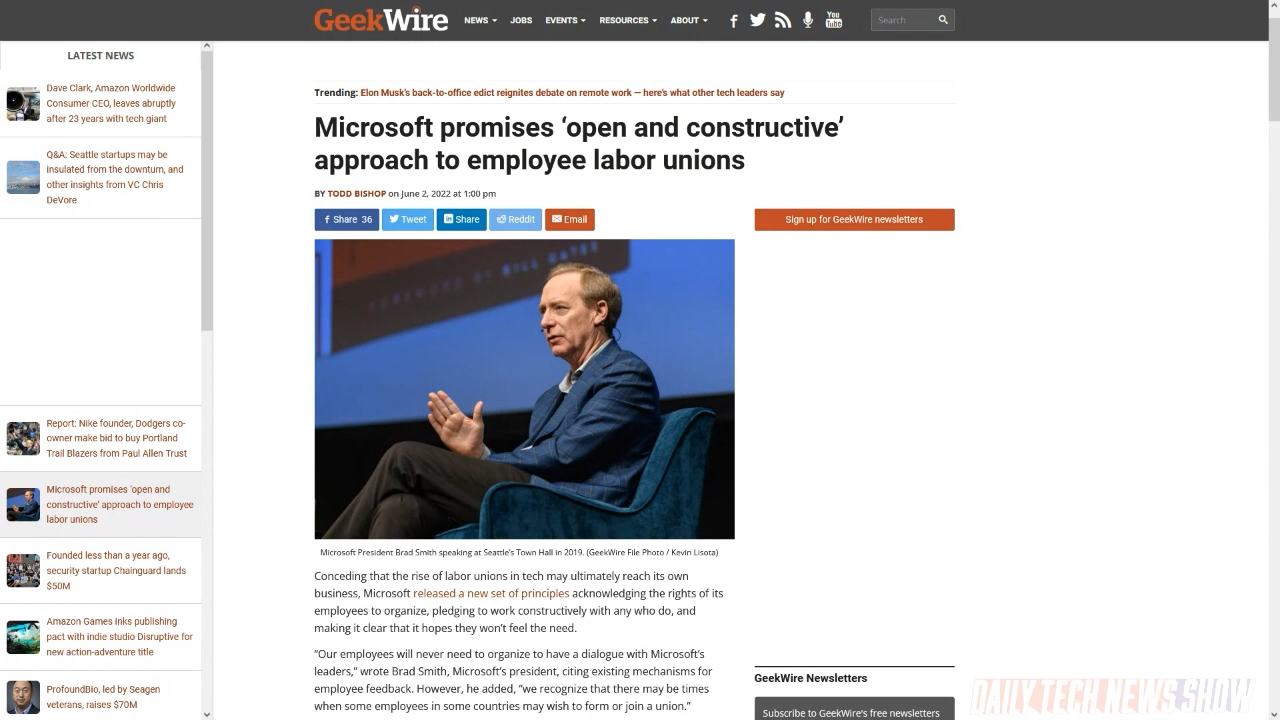 GeekWire
NEWS
JOBS
EVENTS
RESOURCES
ABOUT
You
Tube
Search
LATEST NEWS
Dave Clark, Amazon Worldwide
Consumer CEO, leaves abruptly
after 23 years with tech giant
Q&A: Seattle startups may be
insulated from the downturn, and
other insights from VC Chris
DeVore
Report: Nike founder, Dodgers co-
owner make bid to buy Portland
Trail Blazers from Paul Allen Trust
Microsoft promises 'open and
constructive' approach to employee
labor unions
Founded less than a year ago,
security startup Chainguard lands
$50M
Amazon Games inks publishing
pact with indie studio Disruptive for
new action-adventure title
ProfoundBio, led by Seagen
veterans, raises $70M
Trending: Elon Musk's back-to-office edict reignites debate on remote work — here's what other tech leaders say
Microsoft promises ‘open and constructive’
approach to employee labor unions
BY TODD BISHOP on June 2, 2022 at 1:00 pm
Share 36
Tweet
Share
Reddit
Email
Sign up for GeekWire newsletters
FOREWORD BY BILL GATES
Microsoft President Brad Smith speaking at Seattle's Town Hall in 2019. (GeekWire File Photo / Kevin Lisota)
Conceding that the rise of labor unions in tech may ultimately reach its own
business, Microsoft released a new set of principles acknowledging the rights of its
employees to organize, pledging to work constructively with any who do, and
making it clear that it hopes they won't feel the need.
“Our employees will never need to organize to have a dialogue with Microsoft's
leaders,” wrote Brad Smith, Microsoft's president, citing existing mechanisms for
employee feedback. However, he added, “we recognize that there may be times
when some employees in some countries may wish to form or join a union.”
GeekWire Newsletters
Subscribe to GeekWire's free newsletters
DAILY TECH NEWS SHOW